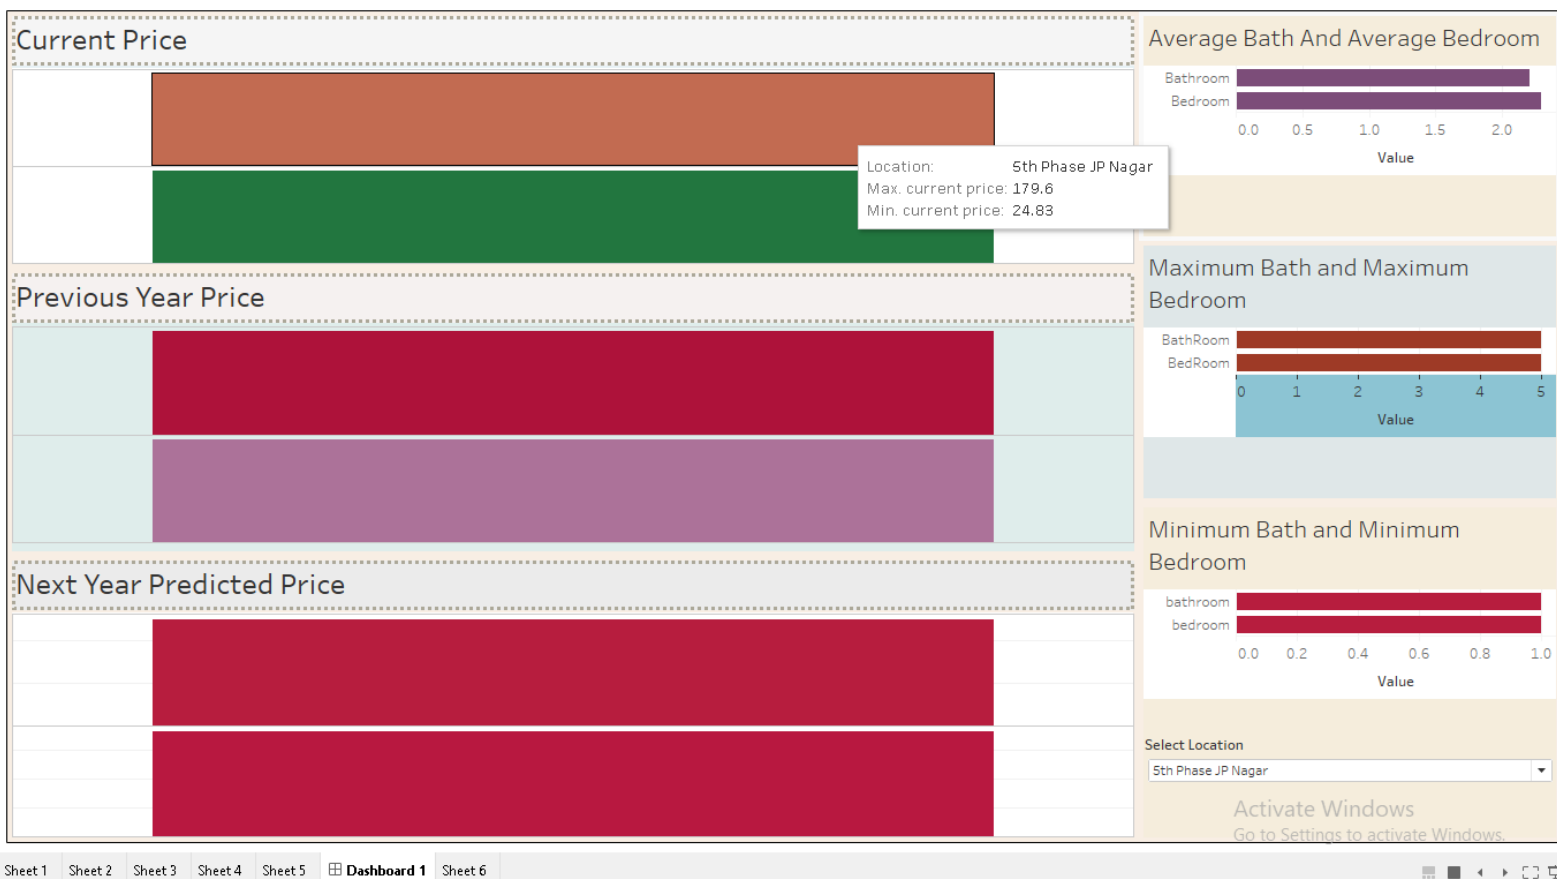 Current Price
Location: 5th Phase JP Nagar
Max. current price: 179.6
Min. current price: 24.83
Previous Year Price
Next Year Predicted Price
Average Bath And Average Bedroom
Bathroom
Bedroom
0.0 0.5 1.0 1.5 2.0
Value
Maximum Bath and Maximum
Bedroom
BathRoom
BedRoom
0 1 2 3 4 5
Value
Minimum Bath and Minimum
Bedroom
bathroom
bedroom
0.0 0.2 0.4 0.6 0.8 1.0
Value
Select Location
5th Phase JP Nagar
Activate Windows
Go to Settings to activate Windows.
Sheet 1 Sheet 2 Sheet 3 Sheet 4 Sheet 5 Dashboard 1 Sheet 6